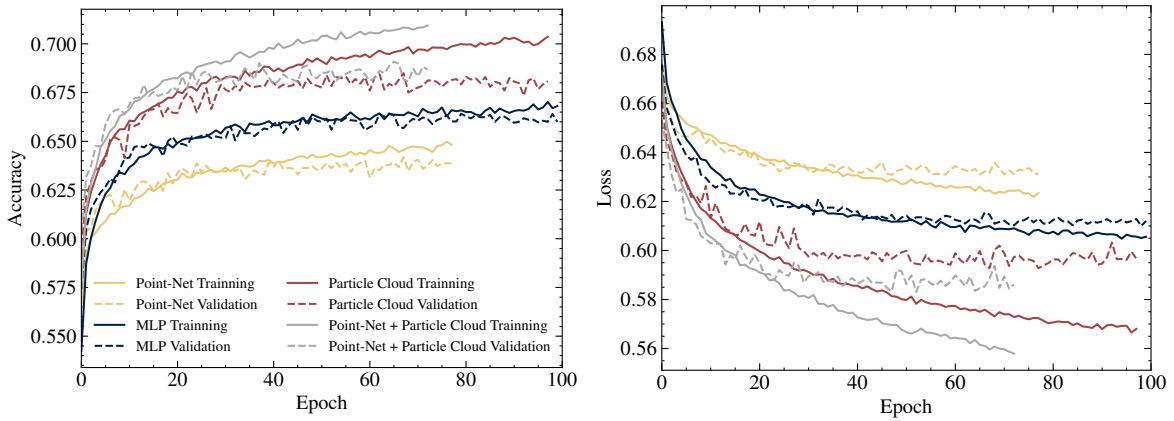 0.700
0.675
0.650
0.625
0.600
0.575
0.550
Accuracy
Point-Net Trainning
Point-Net Validation
MLP Trainning
MLP Validation
Particle Cloud Trainning
Particle Cloud Validation
Point-Net + Particle Cloud Trainning
Point-Net + Particle Cloud Validation
0 20 40 60 80 100
Epoch
0.68
0.66
0.64
0.62
0.60
0.58
0.56
Loss
0 20 40 60 80 100
Epoch